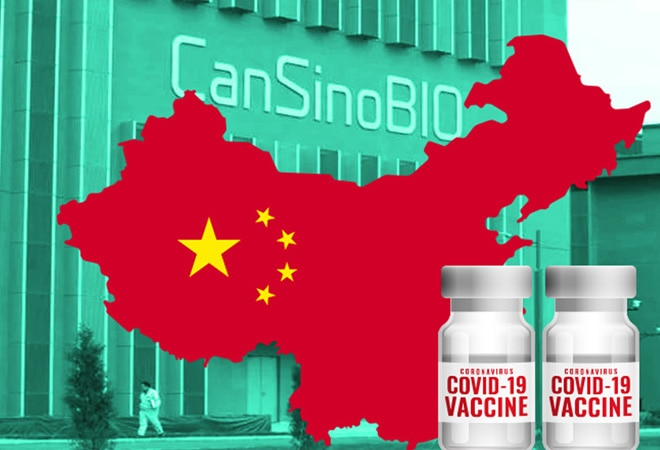 CanSinoBIO
CORONAVIRUS
COVID-19
VACCINE
CORONAVIRUS
COVID-19
VACCINE